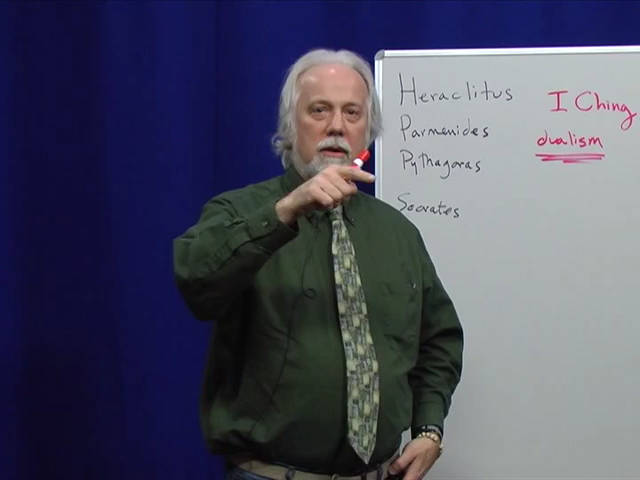 Heraclitus
Parmenides
Pythagoras
Socrates
I Ching
dualism